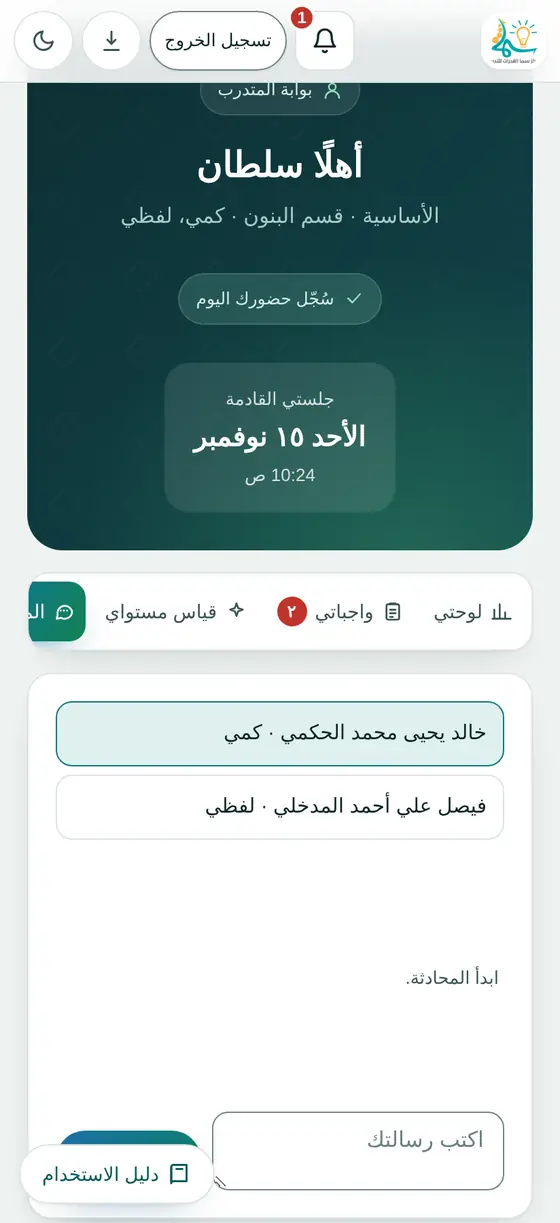 1
تسجيل الخروج
بوابة المتدرب
أهلًا سلطان
الأساسية · قسم البنون · كمي، لفظي
سُجّل حضورك اليوم
جلستي القادمة
الأحد ١٥ نوفمبر
10:24 ص
لوحتي
واجباتي ٢
قياس مستواي
خالد يحيى محمد الحكمي · كمي
فيصل علي أحمد المدخلي · لفظي
ابدأ المحادثة.
اكتب رسالتك
دليل الاستخدام